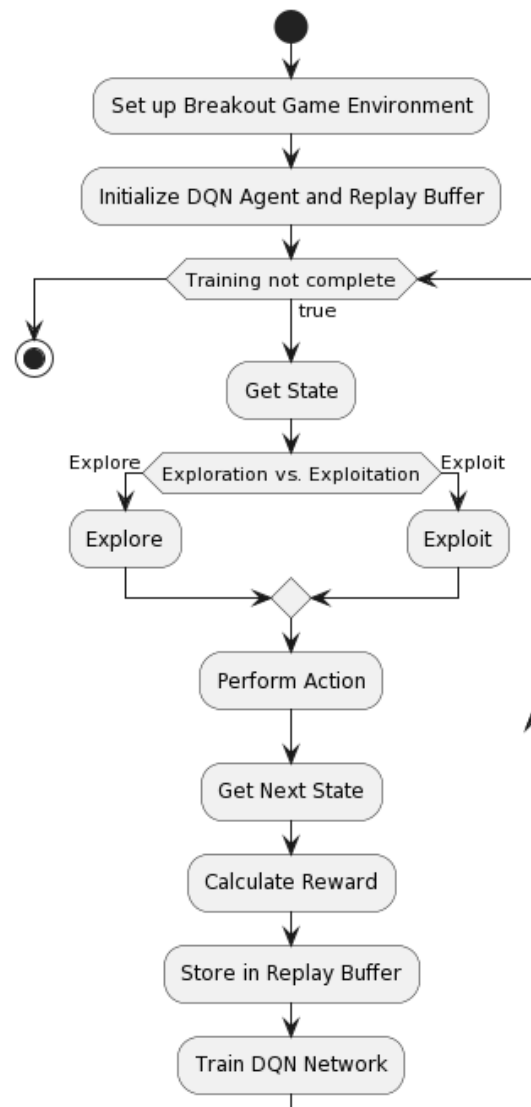 Set up Breakout Game Environment
Initialize DQN Agent and Replay Buffer
Training not complete
true
Get State
Explore
Exploration vs. Exploitation
Exploit
Explore
Exploit
Perform Action
Get Next State
Calculate Reward
Store in Replay Buffer
Train DQN Network